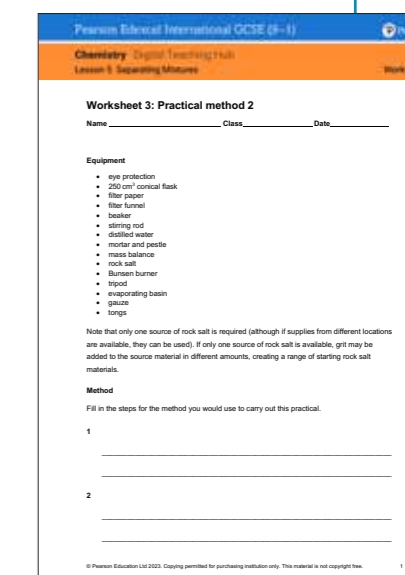 Pearson Edexcel International GCSE (9–1)
Chemistry Digital Teaching Hub
Lesson 5: Separating Mixtures
Worksheet 3: Practical method 2
Name ______ Class ______ Date ______
Equipment
• eye protection
• 250 cm³ conical flask
• filter paper
• filter funnel
• beaker
• stirring rod
• distilled water
• mortar and pestle
• mass balance
• rock salt
• Bunsen burner
• tripod
• evaporating basin
• gauze
• tongs
Note that only one source of rock salt is required (although if supplies from different locations
are available, they can be used). If only one source of rock salt is available, grit may be
added to the source material in different amounts, creating a range of starting rock salt
materials.
Method
Fill in the steps for the method you would use to carry out this practical.
1
2
© Pearson Education Ltd 2023. Copying permitted for purchasing institution only. This material is not copyright free.
1